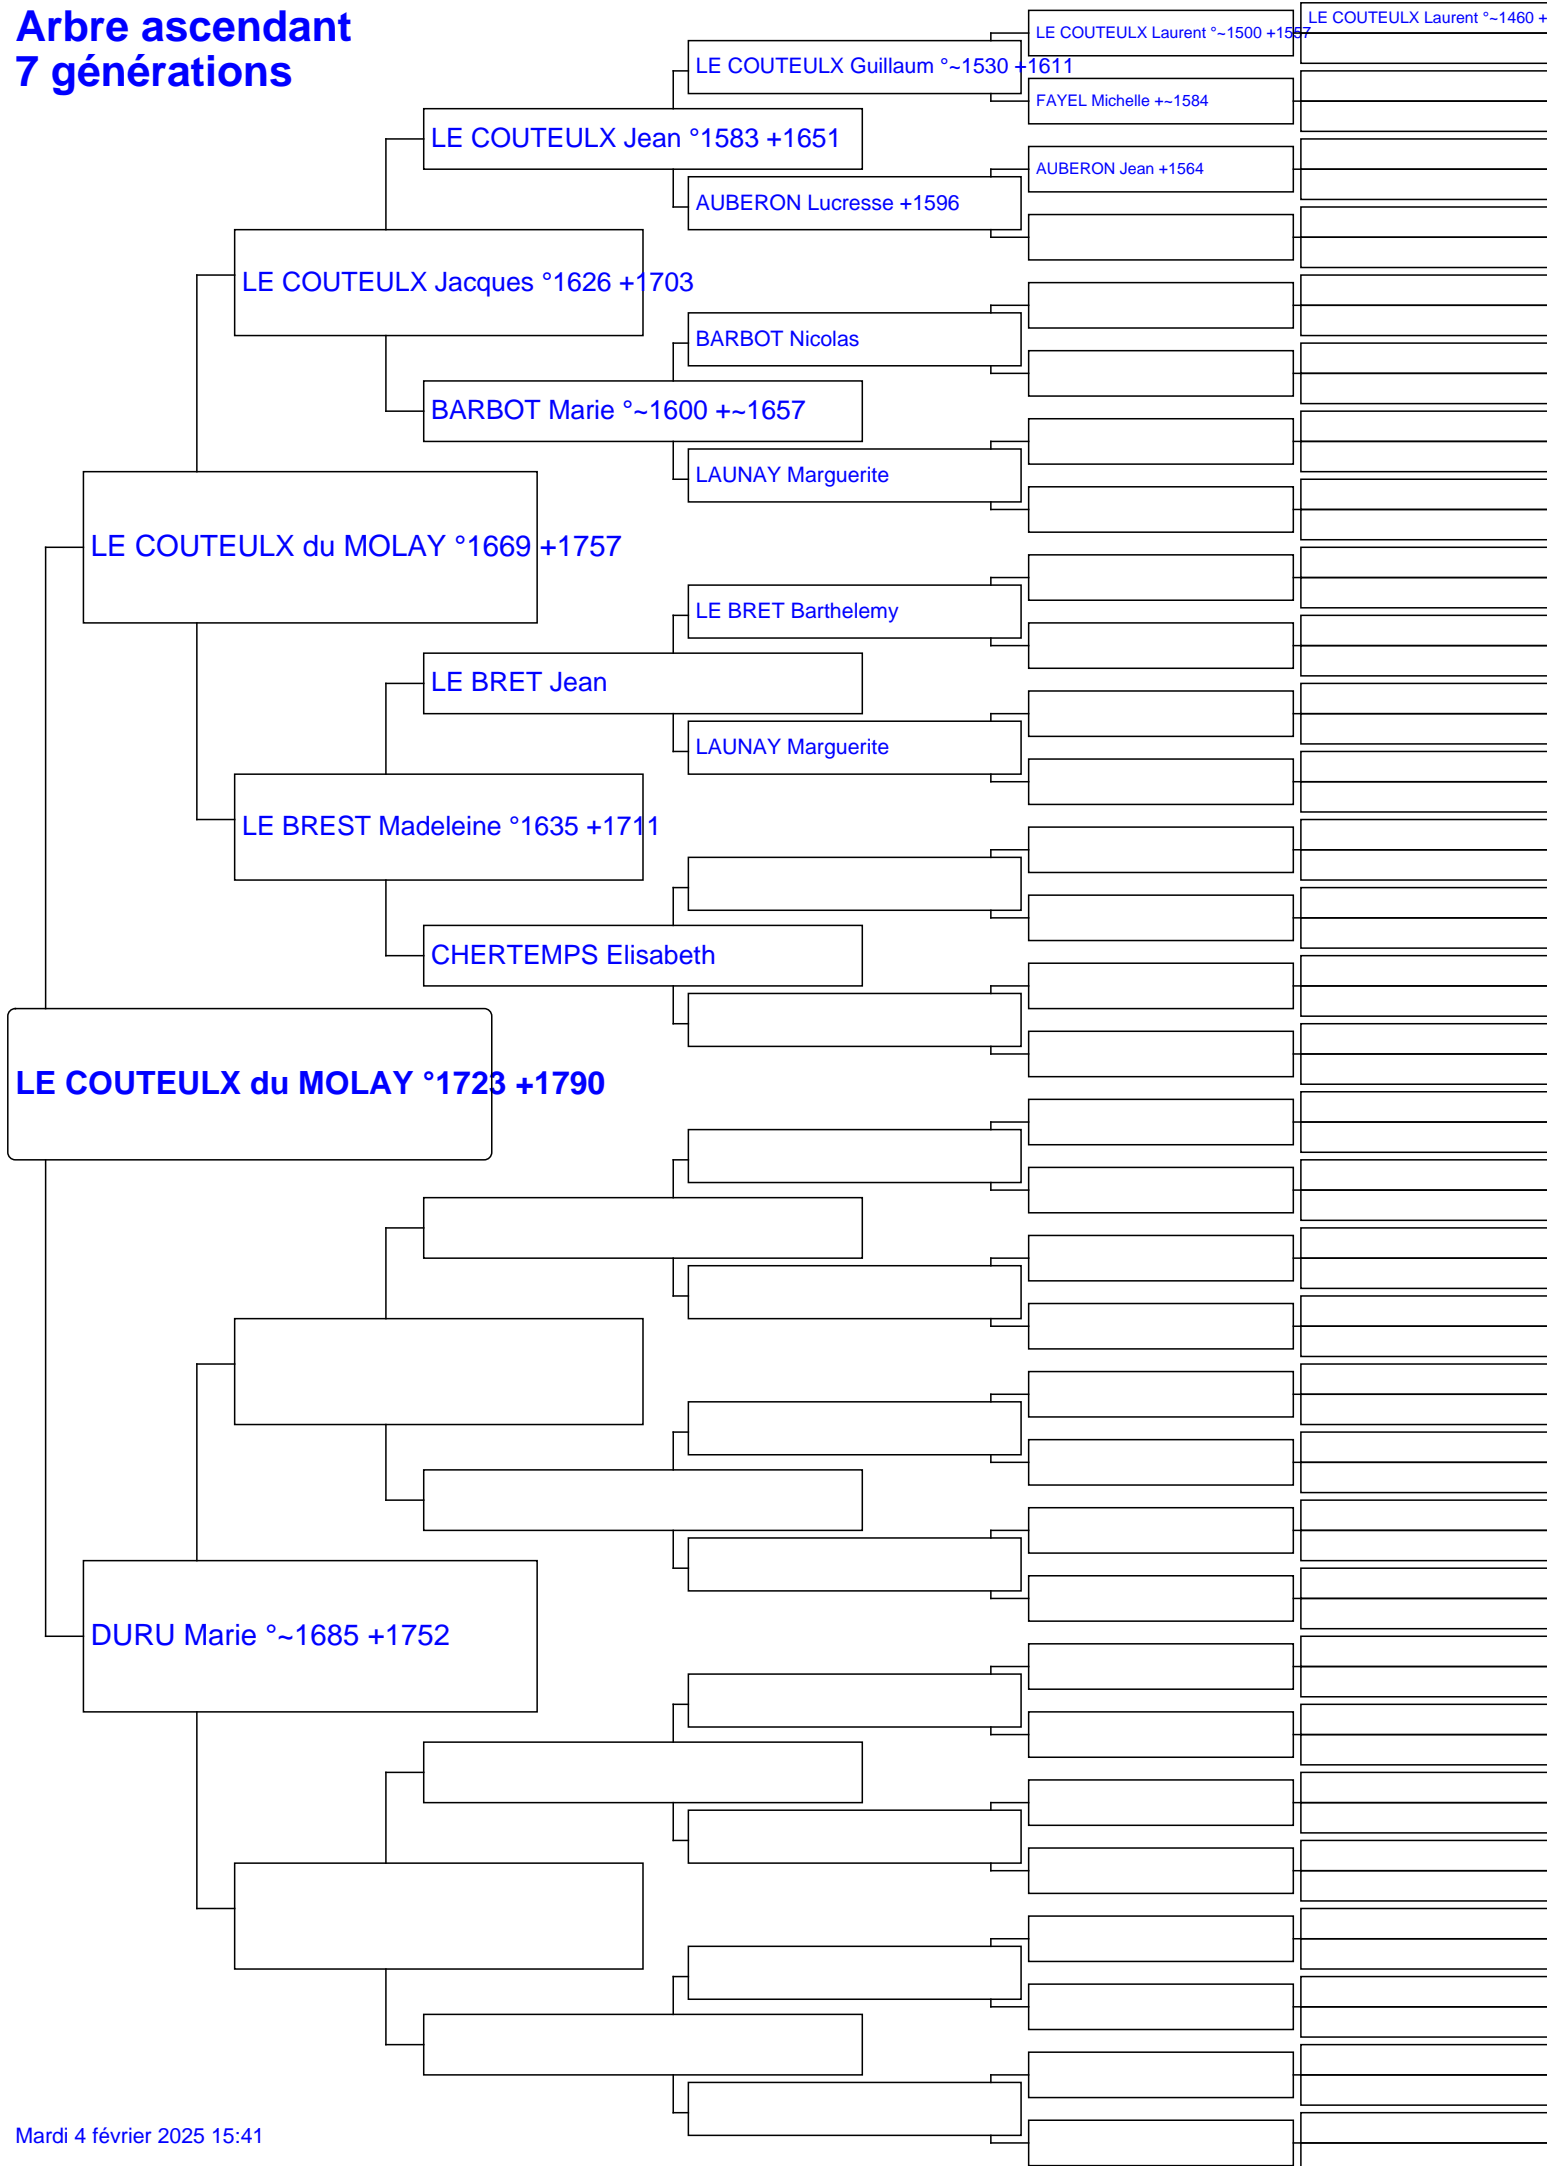 Arbre ascendant
7 générations
LE COUTEULX Laurent °~1460 +
LE COUTEULX Laurent °~1500 +1557
LE COUTEULX Guillaum °~1530 +1611
FAYEL Michelle +~1584
LE COUTEULX Jean °1583 +1651
AUBERON Jean +1564
AUBERON Lucresse +1596
LE COUTEULX Jacques °1626 +1703
BARBOT Nicolas
BARBOT Marie °~1600 +~1657
LAUNAY Marguerite
LE COUTEULX du MOLAY °1669 +1757
LE BRET Barthelemy
LE BRET Jean
LAUNAY Marguerite
LE BREST Madeleine °1635 +1711
CHERTEMPS Elisabeth
LE COUTEULX du MOLAY °1723 +1790
DURU Marie °~1685 +1752
Mardi 4 février 2025 15:41